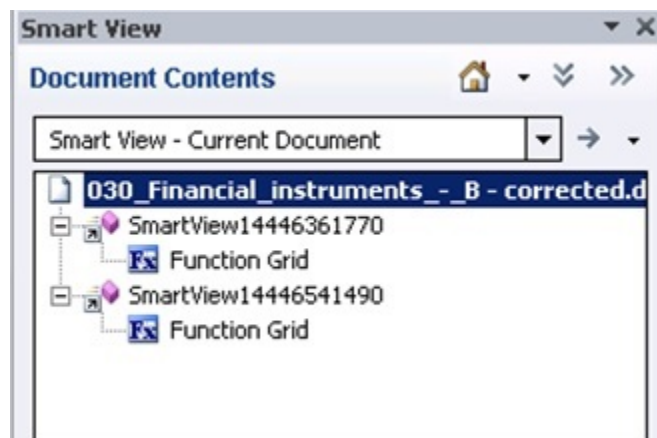 Smart View
Document Contents
Smart View - Current Document
030_Financial_instruments_-_B - corrected.d
SmartView14446361770
Fx Function Grid
SmartView14446541490
Fx Function Grid